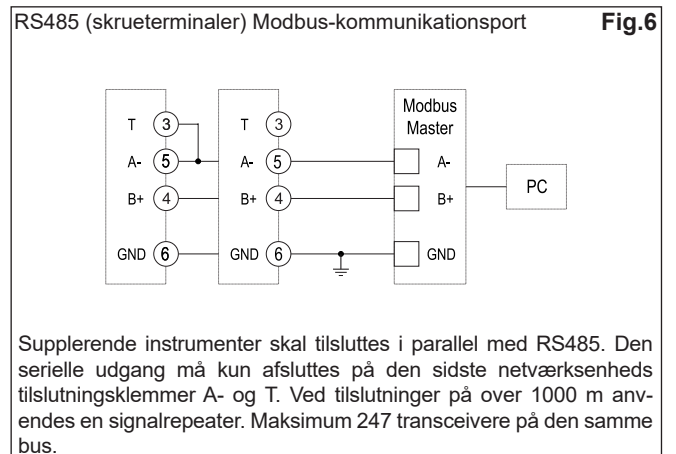 RS485 (skrueterminaler) Modbus-kommunikationsport Fig.6
Modbus
Master
T 3 T 3
A- 5 A- 5 A-
B+ 4 B+ 4 B+ PC
GND 6 GND 6 GND
Supplerende instrumenter skal tilsluttes i parallel med RS485. Den
serielle udgang må kun afsluttes på den sidste netværksenheds
tilslutningsklemmer A- og T. Ved tilslutninger på over 1000 m anv-
endes en signalrepeater. Maksimum 247 transceivere på den samme
bus.